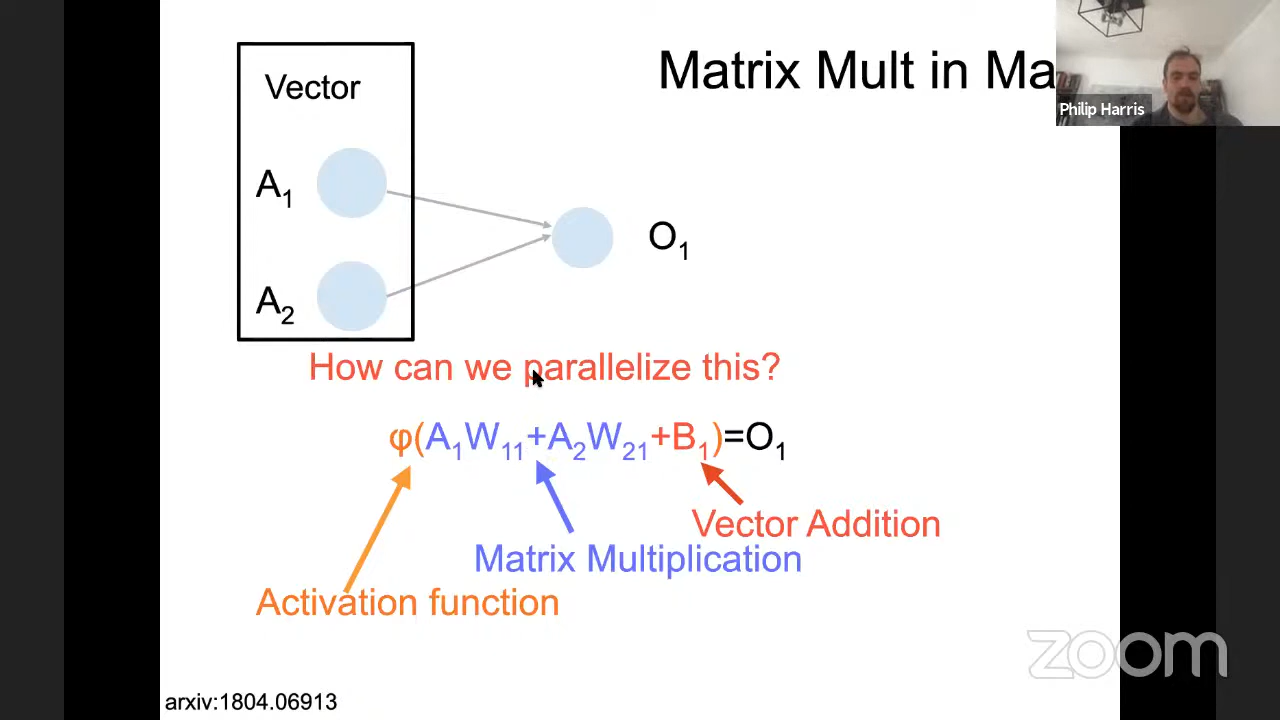 Vector
Matrix Mult in Ma
Philip Harris
A₁
O₁
A₂
How can we parallelize this?
φ(A₁W₁₁+A₂W₂₁+B₁)=O₁
Vector Addition
Matrix Multiplication
Activation function
zoom
arxiv:1804.06913